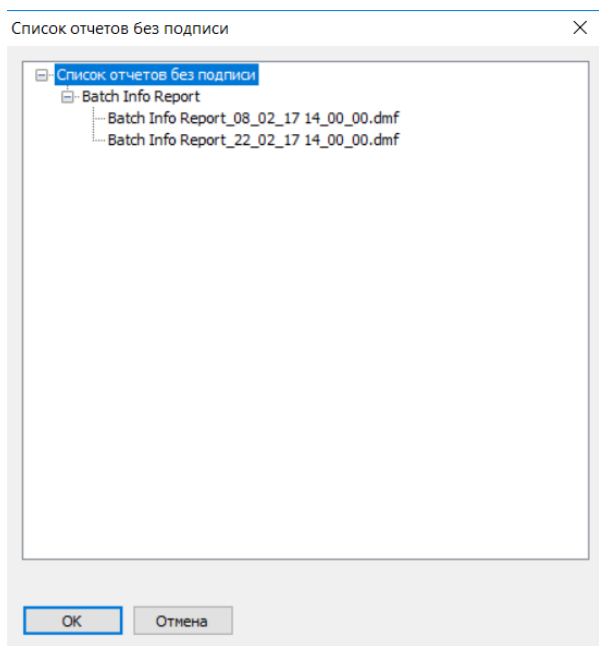 Список отчетов без подписи
Список отчетов без подписи
Batch Info Report
Batch Info Report_08_02_17 14_00_00.dmf
Batch Info Report_22_02_17 14_00_00.dmf
OK
Отмена